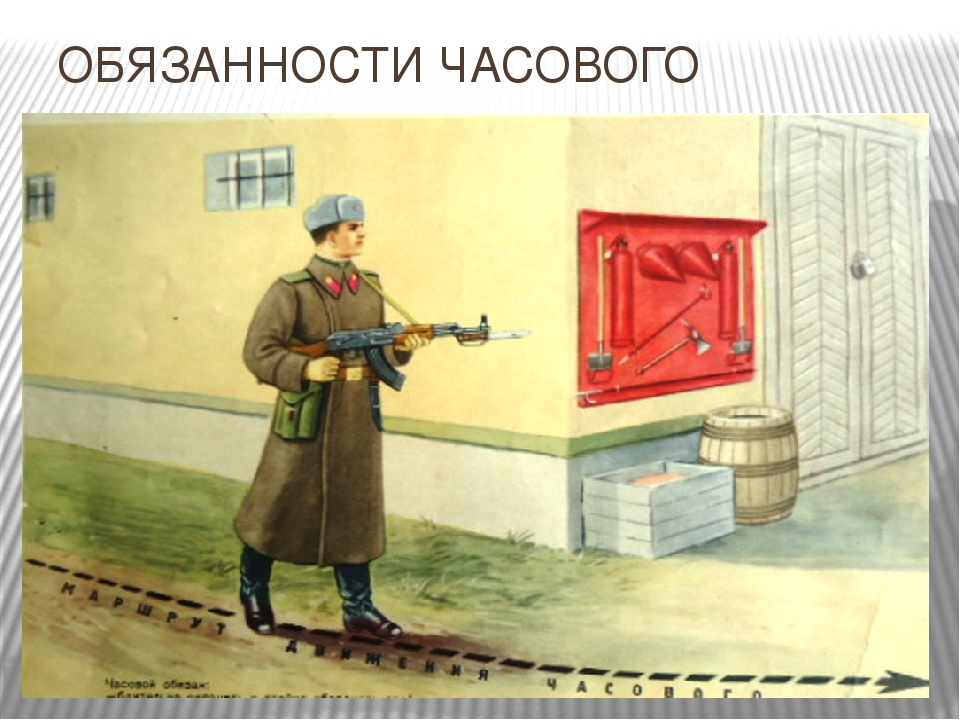 ОБЯЗАННОСТИ ЧАСОВОГО
МАРШРУТ ДВИЖЕНИЯ ЧАСОВОГО
Часовой обязан: